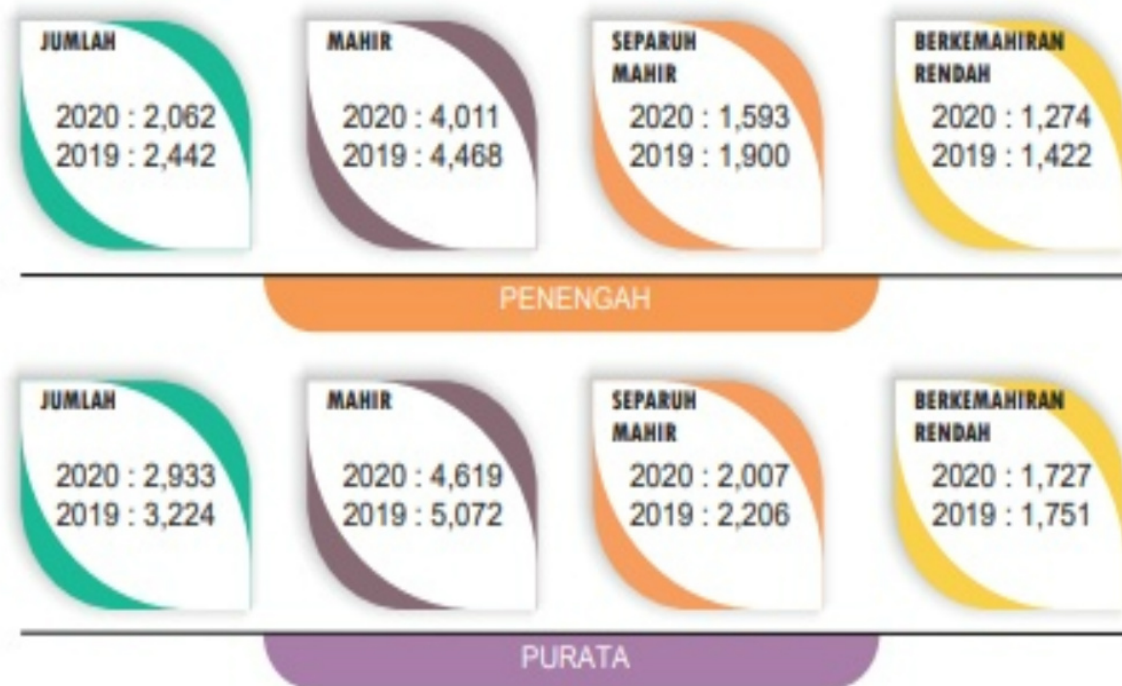 JUMLAH
2020 : 2,062
2019 : 2,442
MAHIR
2020 : 4,011
2019 : 4,468
SEPARUH
MAHIR
2020 : 1,593
2019 : 1,900
BERKEMAHIRAN
RENDAH
2020 : 1,274
2019 : 1,422
PENENGAH
JUMLAH
2020 : 2,933
2019 : 3,224
MAHIR
2020 : 4,619
2019 : 5,072
SEPARUH
MAHIR
2020 : 2,007
2019 : 2,206
BERKEMAHIRAN
RENDAH
2020 : 1,727
2019 : 1,751
PURATA